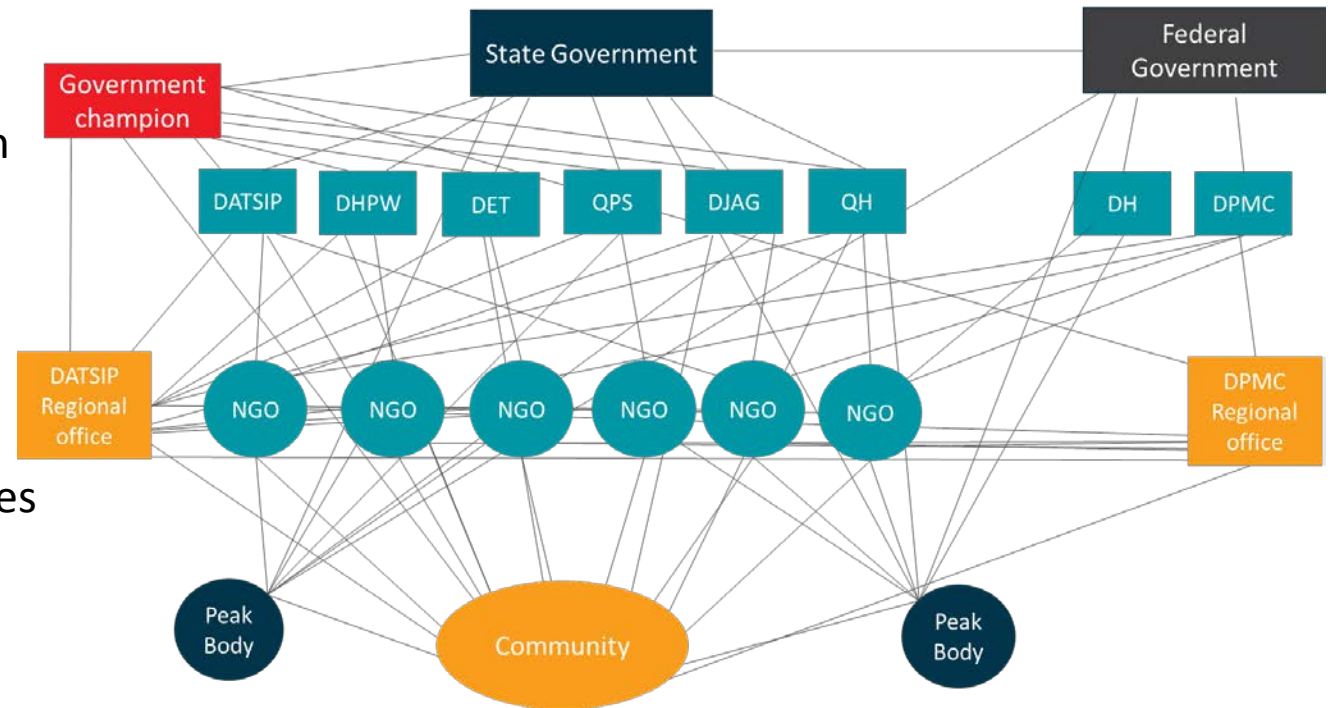 State Government
Federal
Government
Government
champion
n
DATSIP
DHPW
DET
QPS
DJAG
QH
DH
DPMC
DATSIP
Regional
office
NGO
NGO
NGO
NGO
NGO
NGO
DPMC
Regional
office
es
Peak
Body
Community
Peak
Body